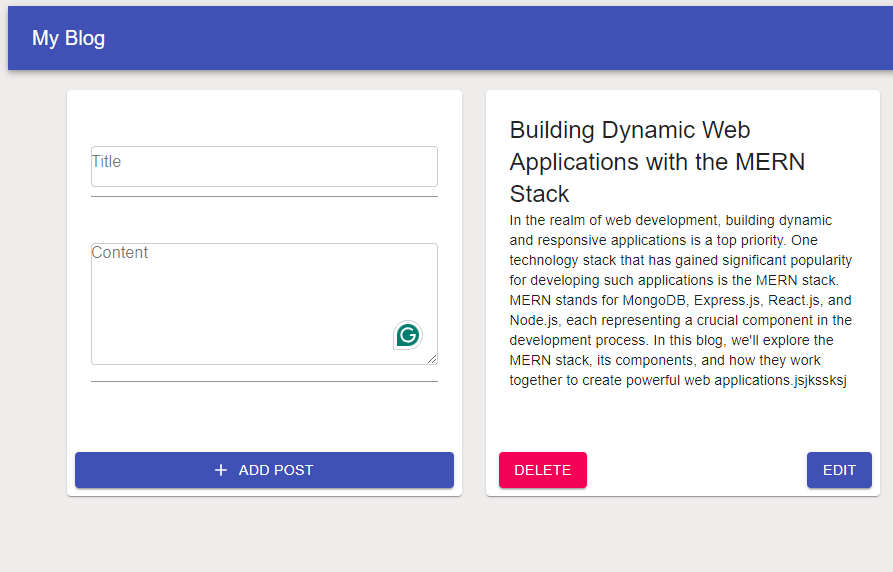 My Blog
Title
Content
+ ADD POST
Building Dynamic Web
Applications with the MERN
Stack
In the realm of web development, building dynamic
and responsive applications is a top priority. One
technology stack that has gained significant popularity
for developing such applications is the MERN stack.
MERN stands for MongoDB, Express.js, React.js, and
Node.js, each representing a crucial component in the
development process. In this blog, we'll explore the
MERN stack, its components, and how they work
together to create powerful web applications.jsjkssksj
DELETE
EDIT